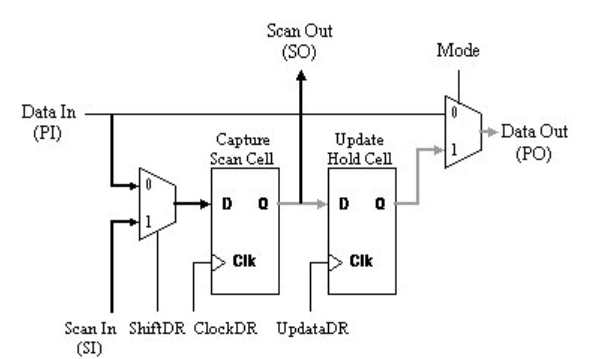 Scan Out
(SO)
Mode
Data In
(PI)
0
1
Data Out
(PO)
Capture
Scan Cell
Update
Hold Cell
0
1
D Q
Clk
D Q
Clk
Scan In
(SI)
ShiftDR
ClockDR
UpdataDR